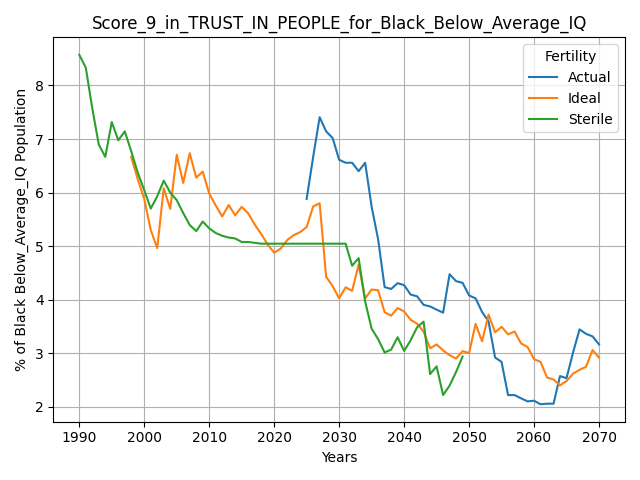 Score_9_in_TRUST_IN_PEOPLE_for_Black_Below_Average_IQ
Fertility
Actual
Ideal
Sterile
% of Black Below_Average_IQ Population
8
7
6
5
4
3
2
1990
2000
2010
2020
2030
2040
2050
2060
2070
Years